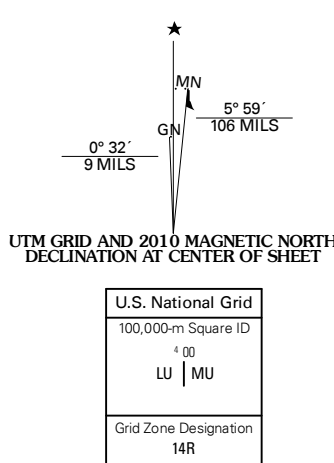 MN
5° 59´
106 MILS
GN
0° 32´
9 MILS
UTM GRID AND 2010 MAGNETIC NORTH
DECLINATION AT CENTER OF SHEET
U.S. National Grid
100,000-m Square ID
4 00
LU MU
Grid Zone Designation
14R